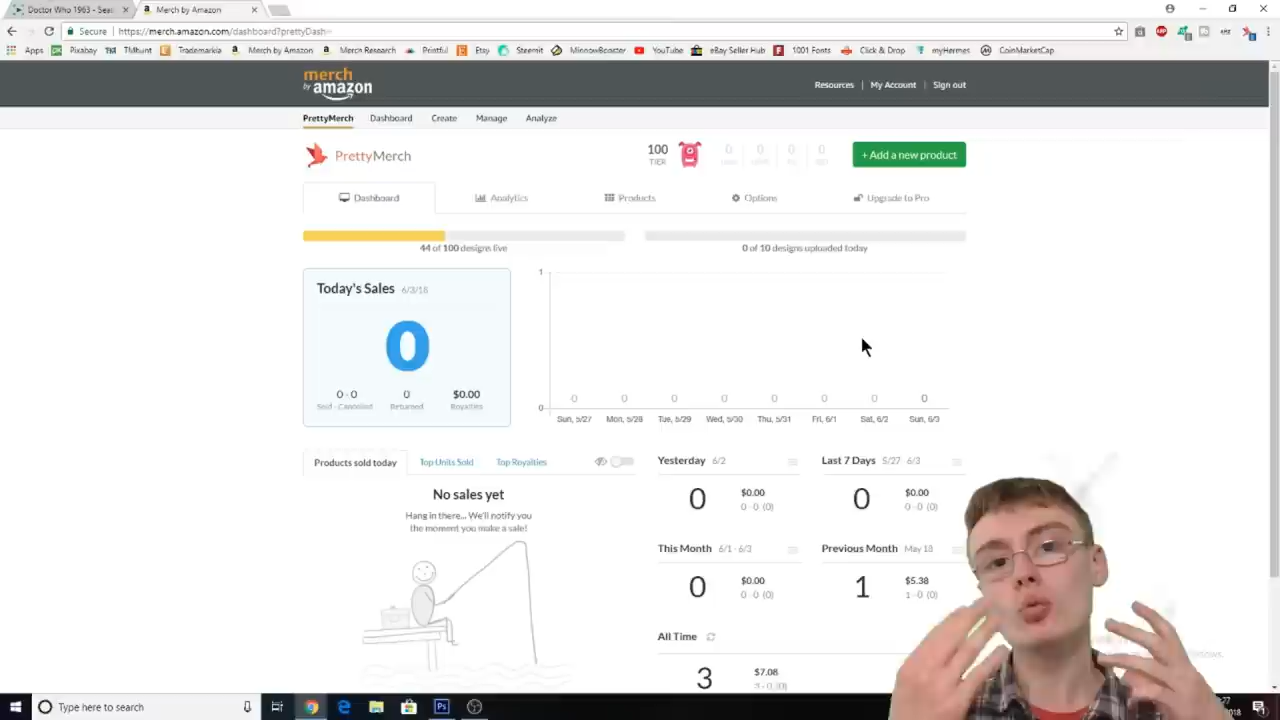 Doctor Who 1963 - Seas
Merch by Amazon
Secure
https://merch.amazon.com/dashboard?prettyDash=
Apps Pixabay TMhunt Trademarkia Merch by Amazon Merch Research Printful Etsy Steemit MinnowBooster YouTube eBay Seller Hub 1001 Fonts Click & Drop myHermes CoinMarketCap
merch
by amazon
Resources | My Account | Sign out
PrettyMerch Dashboard Create Manage Analyze
PrettyMerch
100
TIER
0 0 0 0
+ Add a new product
Dashboard Analytics Products Options Upgrade to Pro
44 of 100 designs live
0 of 10 designs uploaded today
Today's Sales 6/3/18
0
0 - 0 0 $0.00
Sold - Cancelled Returned Royalties
1
0 0 0 0 0 0 0 0
0
Sun, 5/27 Mon, 5/28 Tue, 5/29 Wed, 5/30 Thu, 5/31 Fri, 6/1 Sat, 6/2 Sun, 6/3
Products sold today Top Units Sold Top Royalties
No sales yet
Hang in there... We'll notify you
the moment you make a sale!
Yesterday 6/2
0 $0.00
0 - 0 (0)
Last 7 Days 5/27 - 6/3
0 $0.00
0 - 0 (0)
This Month 6/1 - 6/3
0 $0.00
0 - 0 (0)
Previous Month May 18
1 $5.38
1 - 0 (0)
All Time
3 $7.08
Type here to search